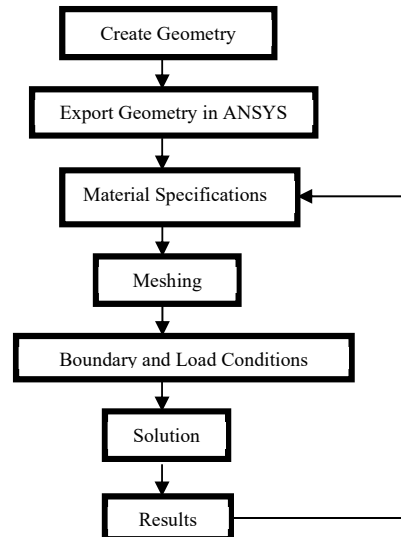 Create Geometry
Export Geometry in ANSYS
Material Specifications
Meshing
Boundary and Load Conditions
Solution
Results